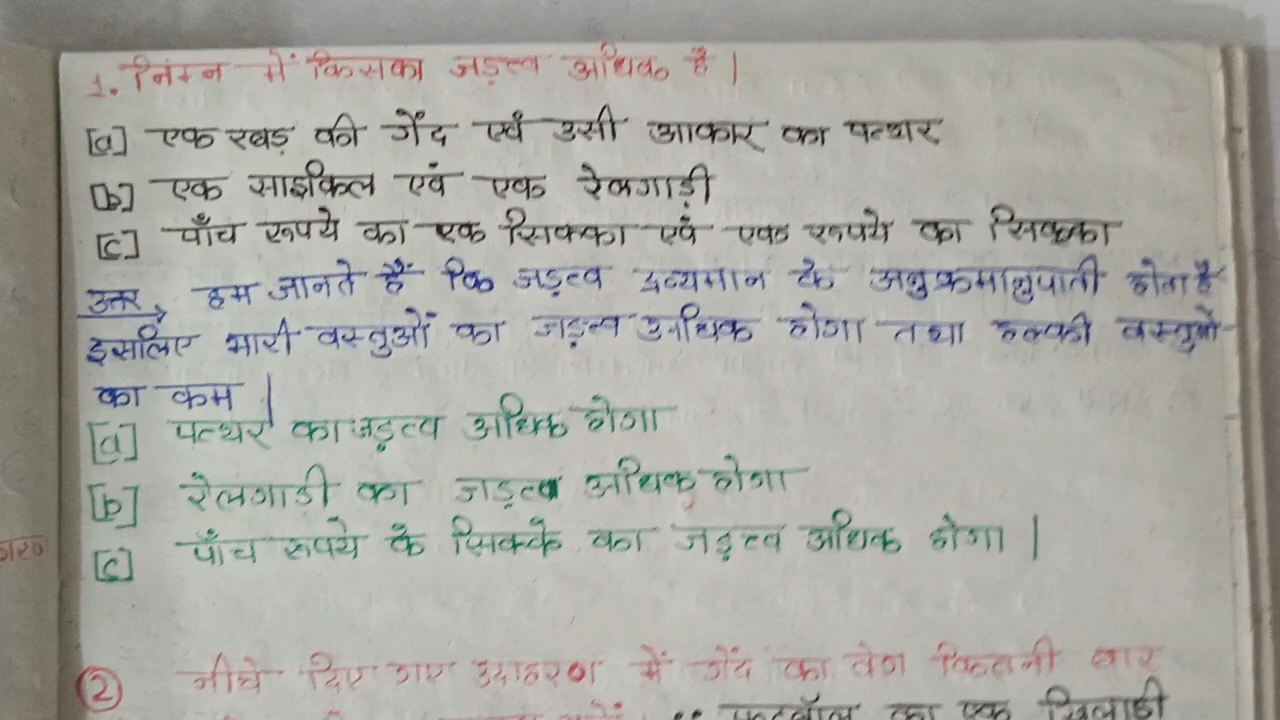 1. निम्न में किसका जड़त्व अधिक है |
[a] एक रबड़ की गेंद एवं उसी आकार का पत्थर
[b] एक साइकिल एवं एक रेलगाड़ी
[c] पाँच रूपये का एक सिक्का एवं एक रूपये का सिक्का
उत्तर, हम जानते हैं कि जड़त्व द्रव्यमान के अनुक्रमानुपाती होता है
इसलिए भारी वस्तुओं का जड़त्व अधिक होगा तथा हल्की वस्तुओ
का कम |
[a] पत्थर का जड़त्व अधिक होगा
[b] रेलगाडी का जड़त्व अधिक होगा
[c] पाँच रूपये के सिक्के का जड़त्व अधिक होगा |
2 नीचे दिए गए उदाहरण में गेंद का वेग कितनी बार
फुटबॉल का एक खिलाडी